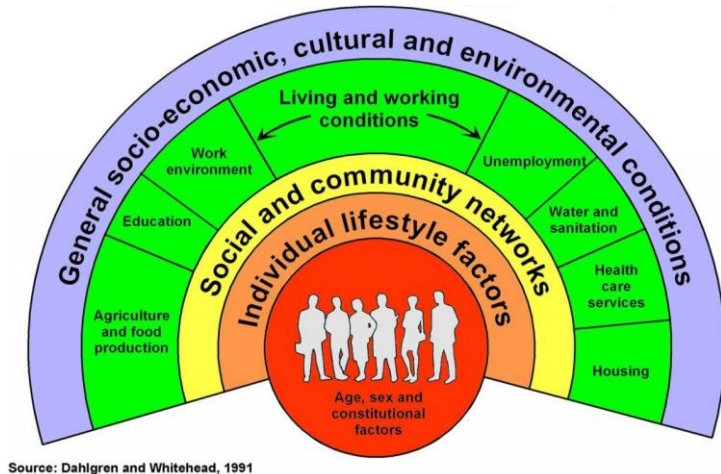 General socio-economic, cultural and environmental conditions
Living and working
conditions
Work
environment
Unemployment
Education
Water and
sanitation
Agriculture
and food
production
Health
care
services
Housing
Social and community networks
Individual lifestyle factors
Age, sex and
constitutional
factors
Source: Dahlgren and Whitehead, 1991